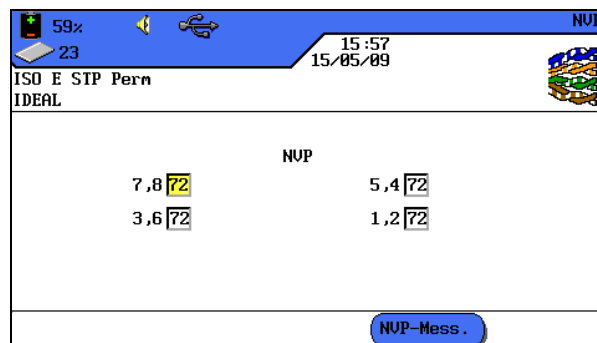 59% NVP
23
15:57
15/05/09
ISO E STP Perm
IDEAL
NVP
7,8 72 5,4 72
3,6 72 1,2 72
NVP-Mess.